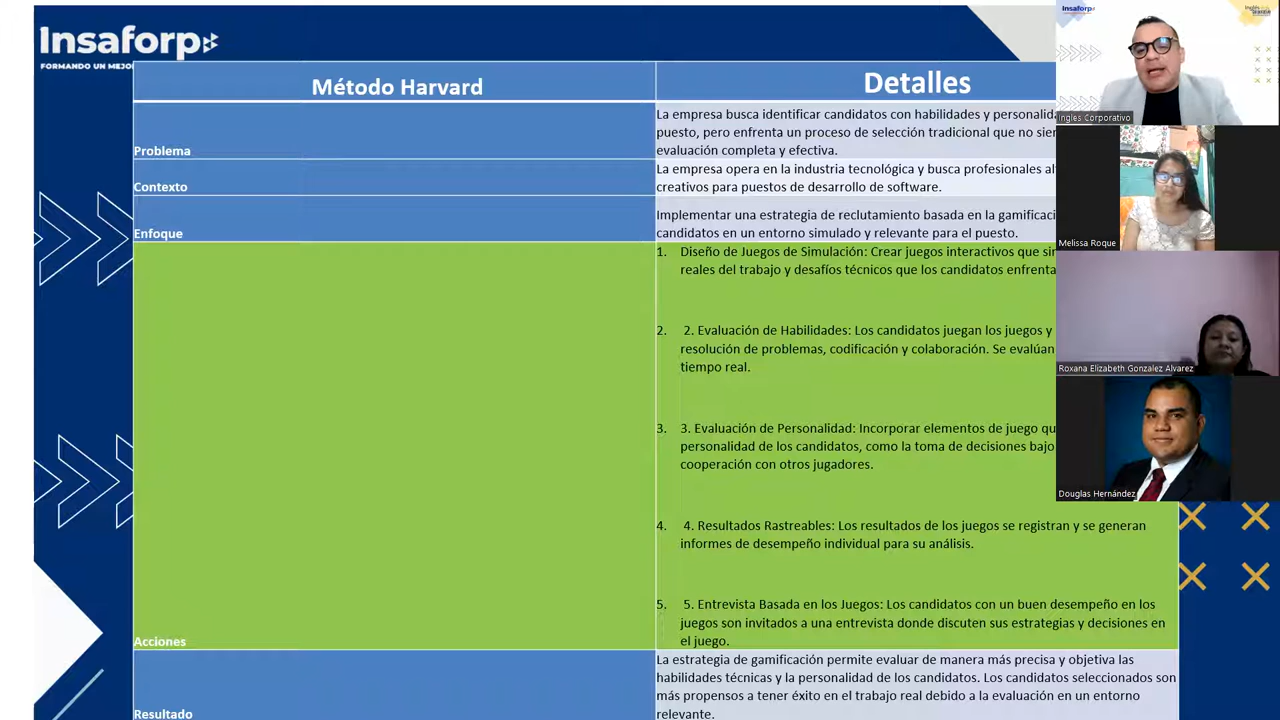 Insaforp
FORMANDO UN MEJO
Método Harvard
Detalles
Problema
La empresa busca identificar candidatos con habilidades y personalida
puesto, pero enfrenta un proceso de selección tradicional que no sien
evaluación completa y efectiva.
Contexto
La empresa opera en la industria tecnológica y busca profesionales al
creativos para puestos de desarrollo de software.
Enfoque
Implementar una estrategia de reclutamiento basada en la gamificaci
candidatos en un entorno simulado y relevante para el puesto.
Acciones
1. Diseño de Juegos de Simulación: Crear juegos interactivos que sin
reales del trabajo y desafíos técnicos que los candidatos enfrenta
2. 2. Evaluación de Habilidades: Los candidatos juegan los juegos y
resolución de problemas, codificación y colaboración. Se evalúan
tiempo real.
3. 3. Evaluación de Personalidad: Incorporar elementos de juego qu
personalidad de los candidatos, como la toma de decisiones bajo
cooperación con otros jugadores.
4. 4. Resultados Rastreables: Los resultados de los juegos se registran y se generan
informes de desempeño individual para su análisis.
5. 5. Entrevista Basada en los Juegos: Los candidatos con un buen desempeño en los
juegos son invitados a una entrevista donde discuten sus estrategias y decisiones en
el juego.
Resultado
La estrategia de gamificación permite evaluar de manera más precisa y objetiva las
habilidades técnicas y la personalidad de los candidatos. Los candidatos seleccionados son
más propensos a tener éxito en el trabajo real debido a la evaluación en un entorno
relevante.
Insaforp
Ingles Corporativo
Melissa Roque
Roxana Elizabeth Gonzalez Alvarez
Douglas Hernández